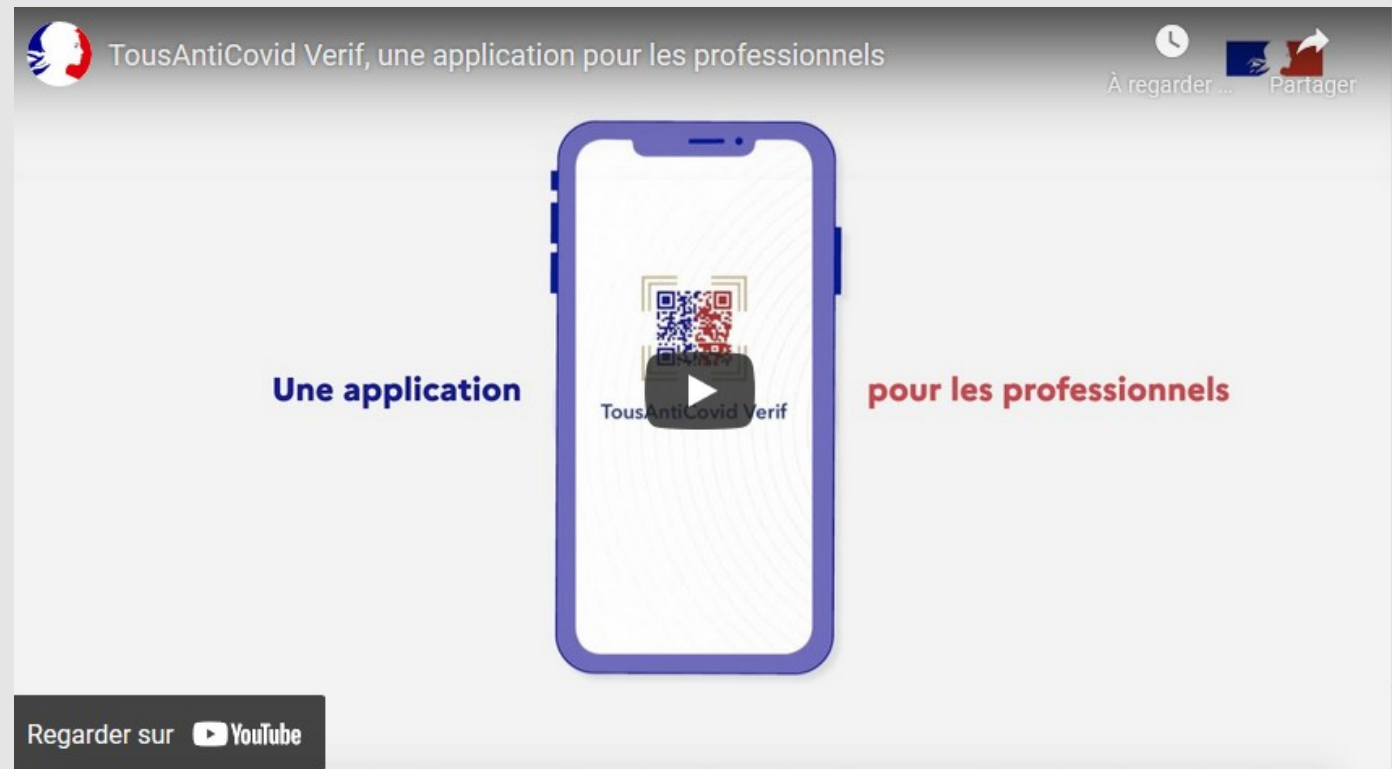 TousAntiCovid Verif, une application pour les professionnels
À regarder ...
Partager
Une application
TousAntiCovid Verif
pour les professionnels
Regarder sur YouTube